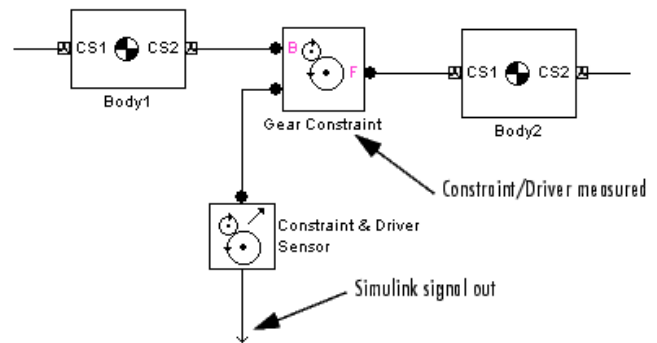 CS1 CS2
Body1
B
F
Gear Constraint
CS1 CS2
Body2
Constraint/Driver measured
Constraint & Driver
Sensor
Simulink signal out